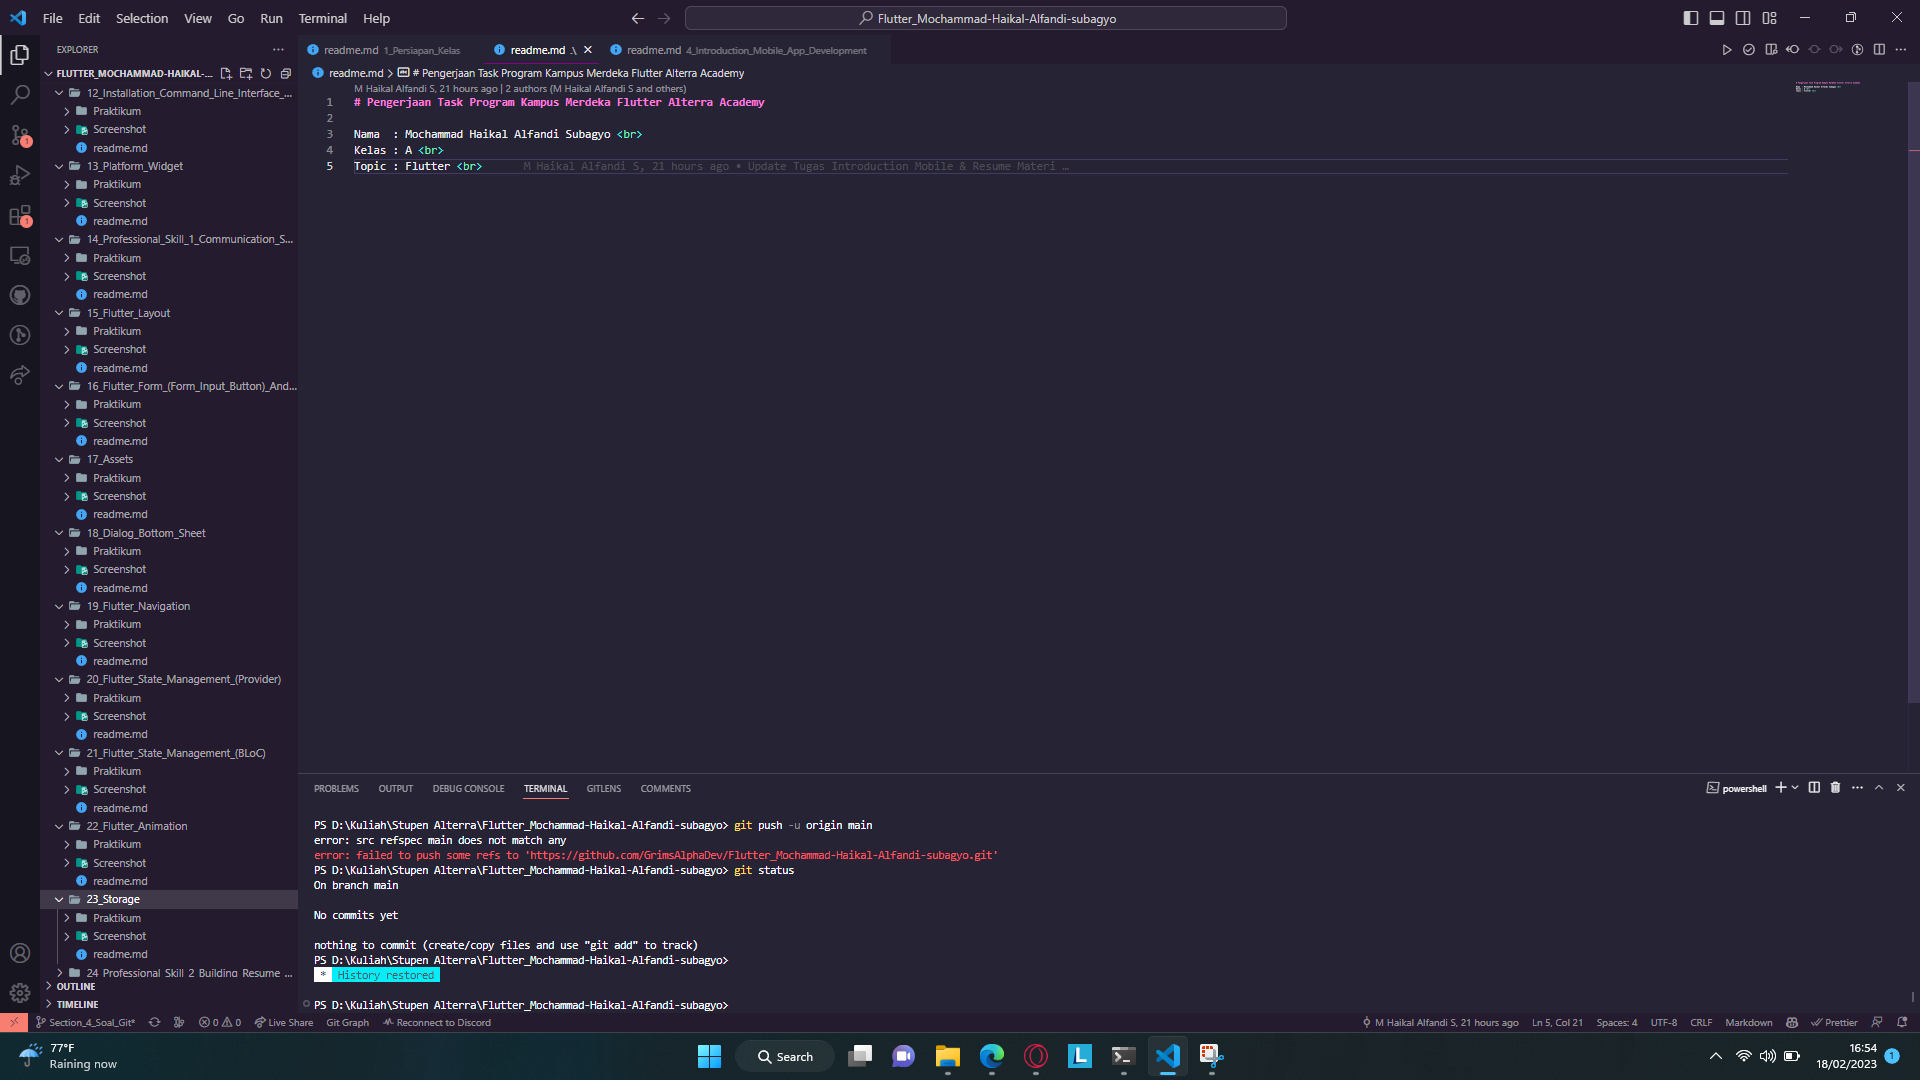 File Edit Selection View Go Run Terminal Help
Flutter_Mochammad-Haikal-Alfandi-subagyo
EXPLORER
FLUTTER_MOCHAMMAD-HAIKAL-...
12_Installation_Command_Line_Interface_...
Praktikum
Screenshot
readme.md
13_Platform_Widget
Praktikum
Screenshot
readme.md
14_Professional_Skill_1_Communication_S...
Praktikum
Screenshot
readme.md
15_Flutter_Layout
Praktikum
Screenshot
readme.md
16_Flutter_Form_(Form_Input_Button)_And...
Praktikum
Screenshot
readme.md
17_Assets
Praktikum
Screenshot
readme.md
18_Dialog_Bottom_Sheet
Praktikum
Screenshot
readme.md
19_Flutter_Navigation
Praktikum
Screenshot
readme.md
20_Flutter_State_Management_(Provider)
Praktikum
Screenshot
readme.md
21_Flutter_State_Management_(BLoC)
Praktikum
Screenshot
readme.md
22_Flutter_Animation
Praktikum
Screenshot
readme.md
23_Storage
Praktikum
Screenshot
readme.md
24_Professional_Skill_2_Building_Resume_...
OUTLINE
TIMELINE
readme.md 1_Persiapan_Kelas
readme.md .\
readme.md 4_Introduction_Mobile_App_Development
readme.md > # Pengerjaan Task Program Kampus Merdeka Flutter Alterra Academy
M Haikal Alfandi S, 21 hours ago | 2 authors (M Haikal Alfandi S and others)
1 # Pengerjaan Task Program Kampus Merdeka Flutter Alterra Academy
2
3 Nama : Mochammad Haikal Alfandi Subagyo <br>
4 Kelas : A <br>
5 Topic : Flutter <br> M Haikal Alfandi S, 21 hours ago • Update Tugas Introduction Mobile & Resume Materi …
PROBLEMS OUTPUT DEBUG CONSOLE TERMINAL GITLENS COMMENTS
powershell
PS D:\Kuliah\Stupen Alterra\Flutter_Mochammad-Haikal-Alfandi-subagyo> git push -u origin main
error: src refspec main does not match any
error: failed to push some refs to 'https://github.com/GrimsAlphaDev/Flutter_Mochammad-Haikal-Alfandi-subagyo.git'
PS D:\Kuliah\Stupen Alterra\Flutter_Mochammad-Haikal-Alfandi-subagyo> git status
On branch main
No commits yet
nothing to commit (create/copy files and use "git add" to track)
PS D:\Kuliah\Stupen Alterra\Flutter_Mochammad-Haikal-Alfandi-subagyo>
* History restored
PS D:\Kuliah\Stupen Alterra\Flutter_Mochammad-Haikal-Alfandi-subagyo>
Section_4_Soal_Git* 0 0 Live Share Git Graph Reconnect to Discord
M Haikal Alfandi S, 21 hours ago Ln 5, Col 21 Spaces: 4 UTF-8 CRLF Markdown Prettier
77°F
Raining now
Search
16:54
18/02/2023
1